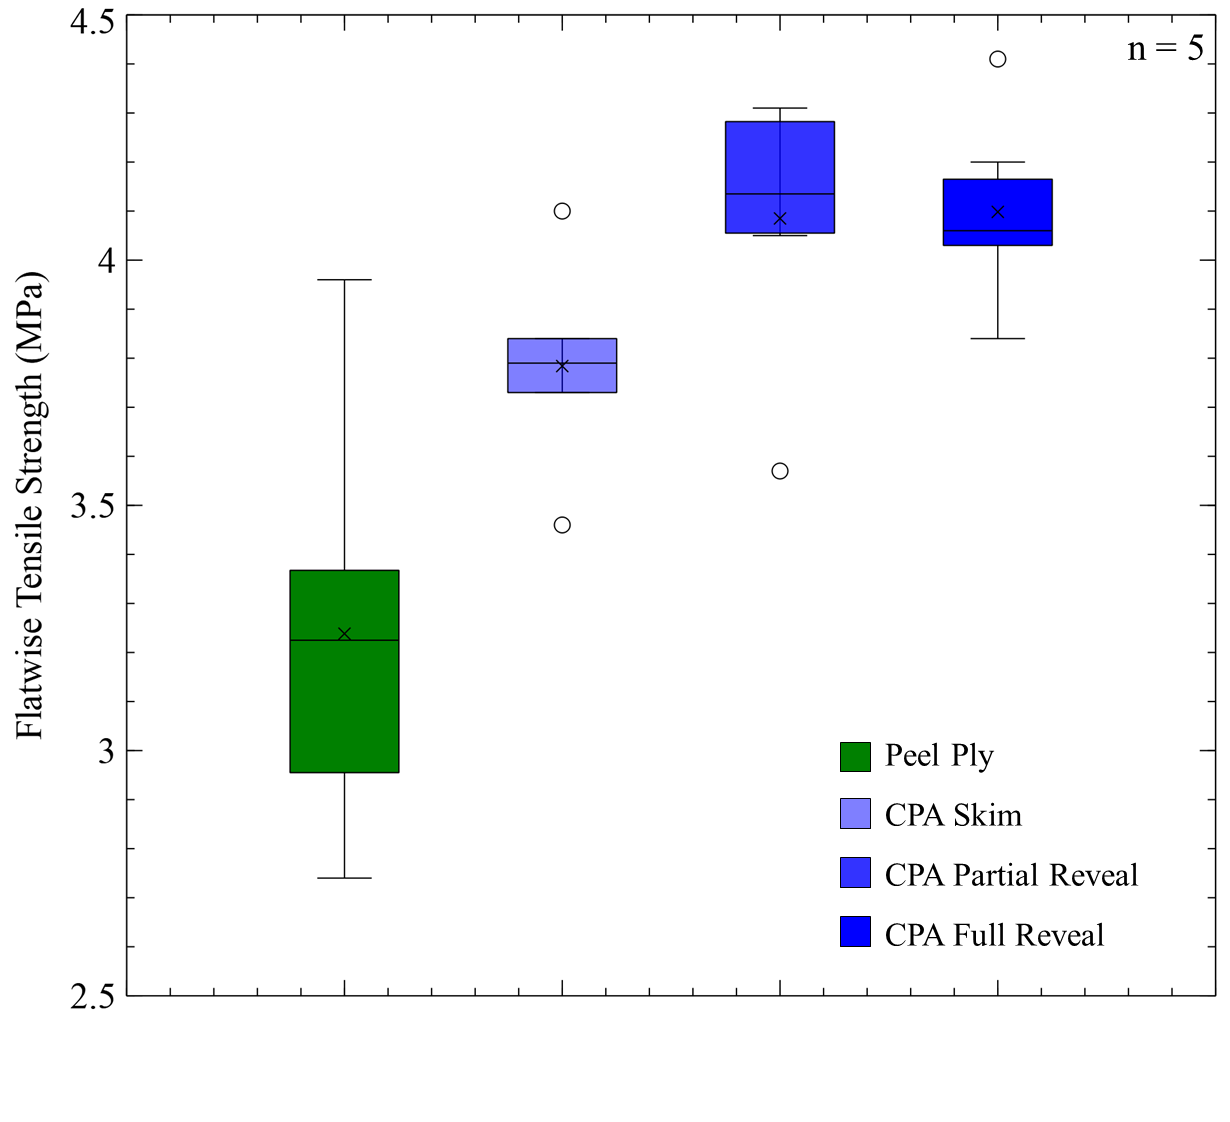 4.5
n = 5
4
3.5
3
2.5
Flatwise Tensile Strength (MPa)
Peel Ply
CPA Skim
CPA Partial Reveal
CPA Full Reveal